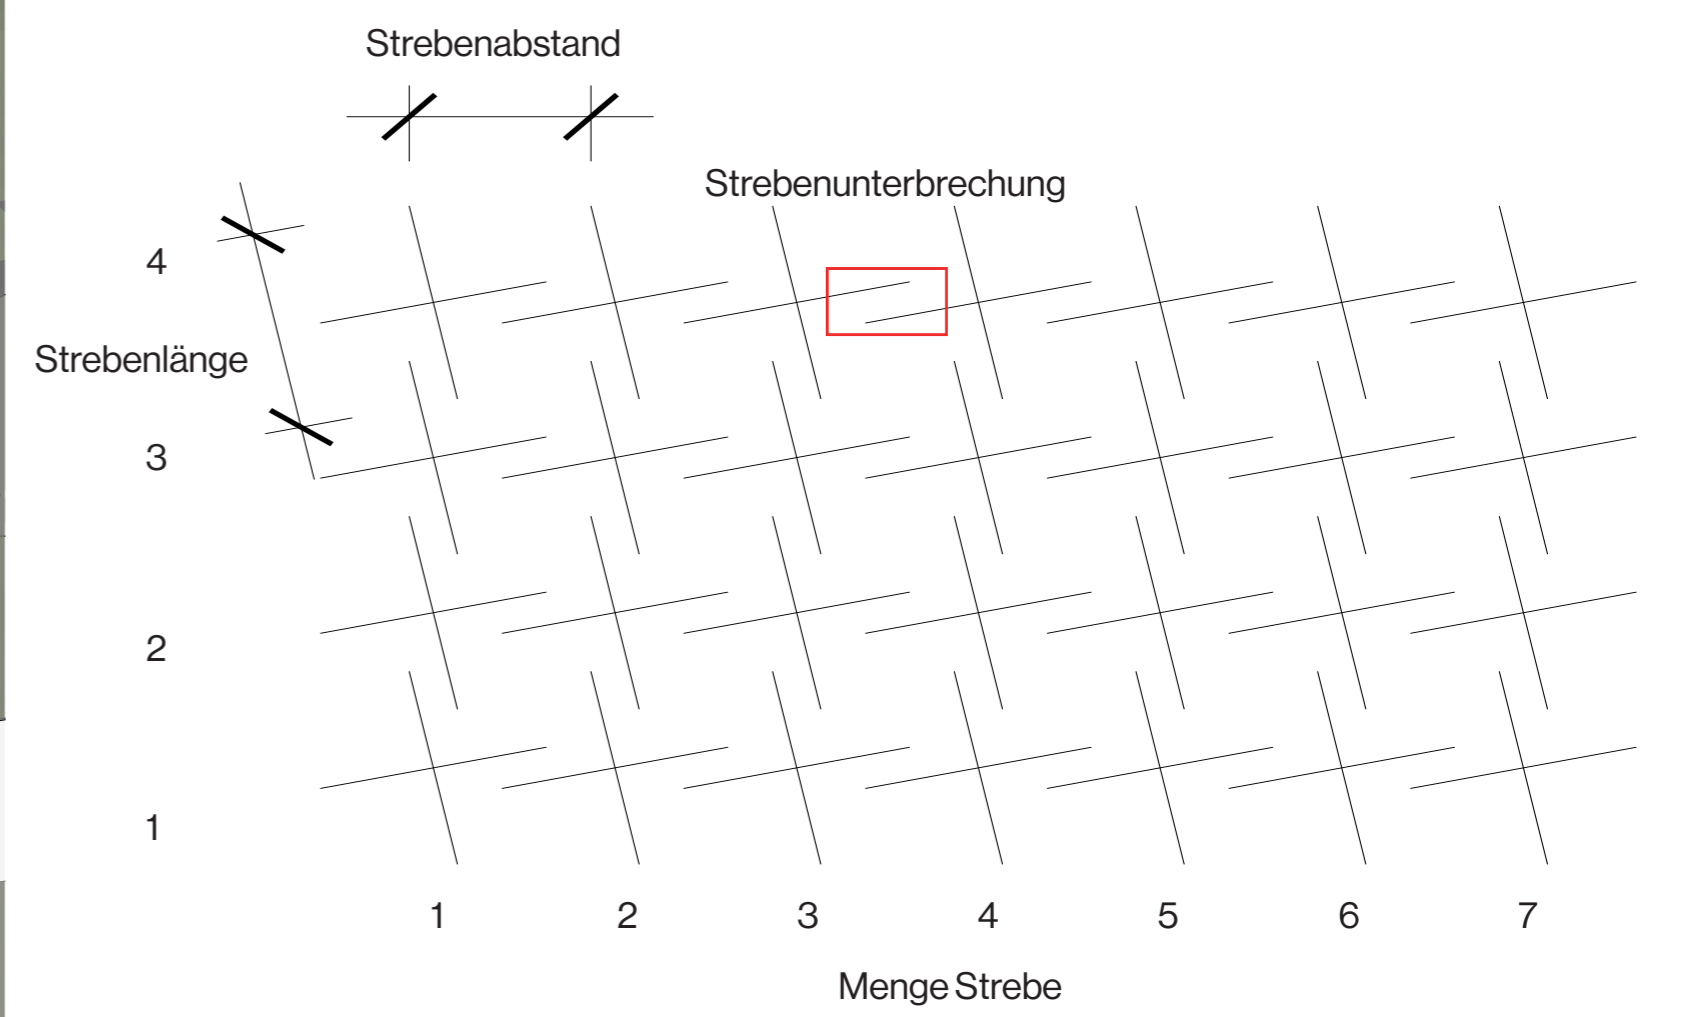 Strebenabstand
Strebenunterbrechung
4
Strebenlänge
3
2
1
1 2 3 4 5 6 7
Menge Strebe